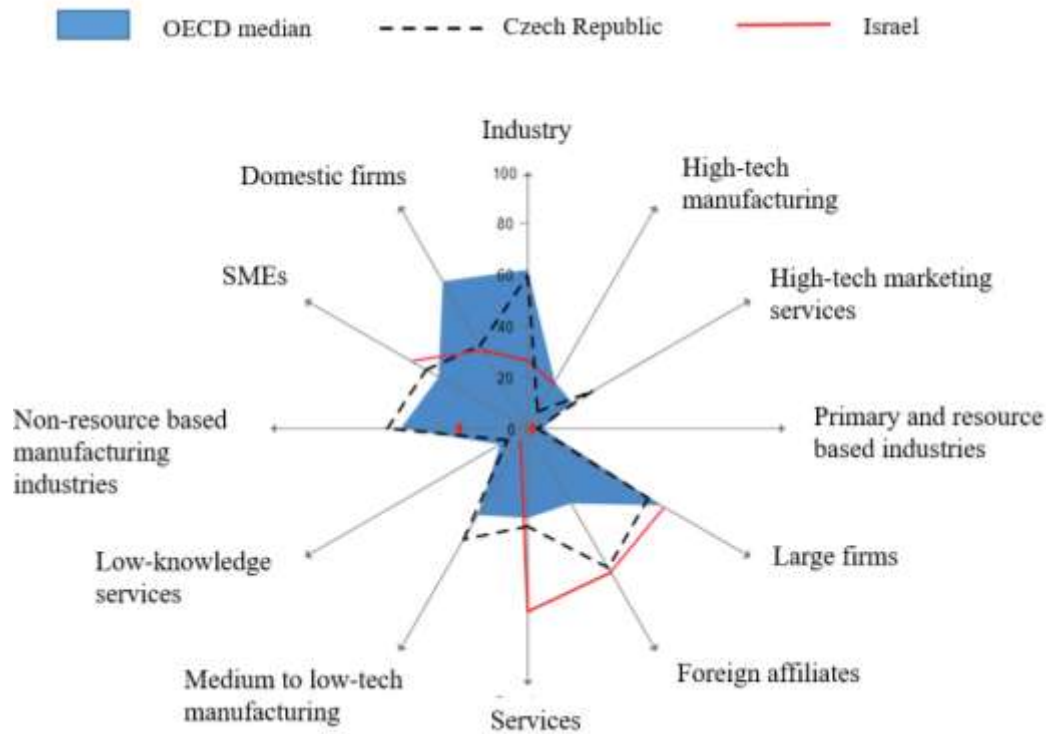 OECD median
Czech Republic
Israel
Industry
Domestic firms
High-tech
manufacturing
SMEs
High-tech marketing
services
100
80
60
40
20
0
Non-resource based
manufacturing
industries
Primary and resource
based industries
Low-knowledge
services
Large firms
Medium to low-tech
manufacturing
Foreign affiliates
Services